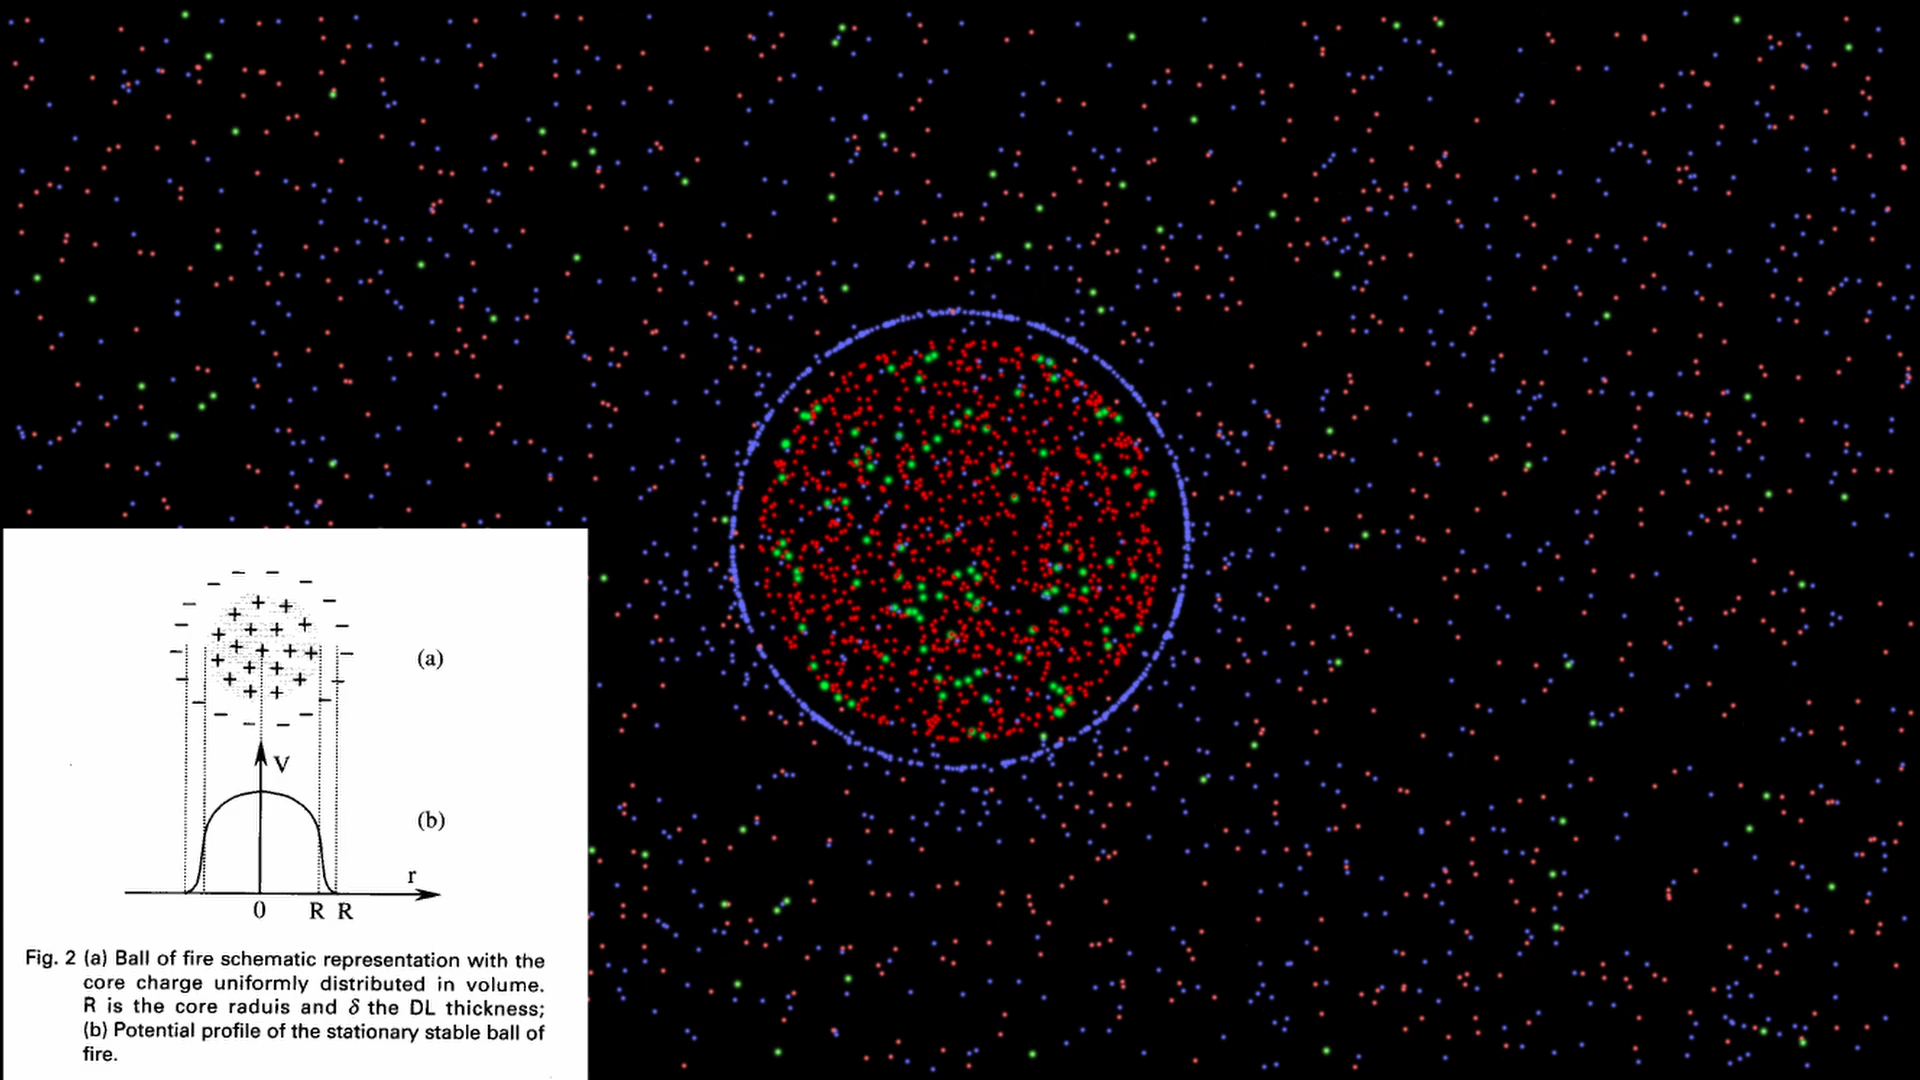 (a)
V
(b)
r
0 R R
Fig. 2 (a) Ball of fire schematic representation with the
core charge uniformly distributed in volume.
R is the core raduis and δ the DL thickness;
(b) Potential profile of the stationary stable ball of
fire.